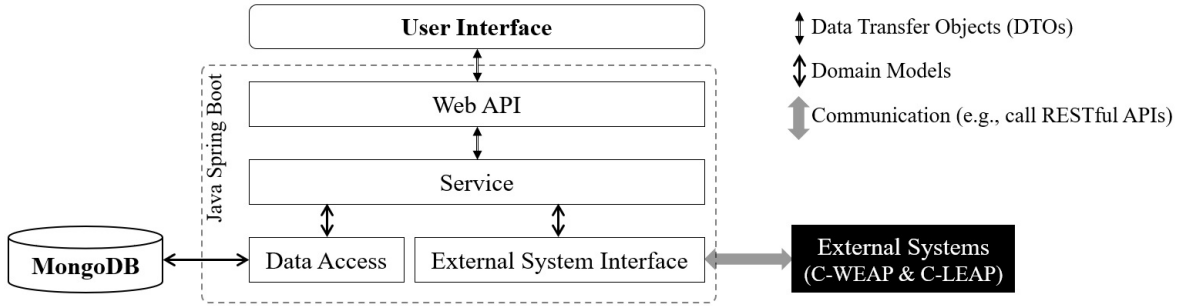 User Interface
Data Transfer Objects (DTOs)
Domain Models
Communication (e.g., call RESTful APIs)
Java Spring Boot
Web API
Service
MongoDB
Data Access
External System Interface
External Systems
(C-WEAP & C-LEAP)